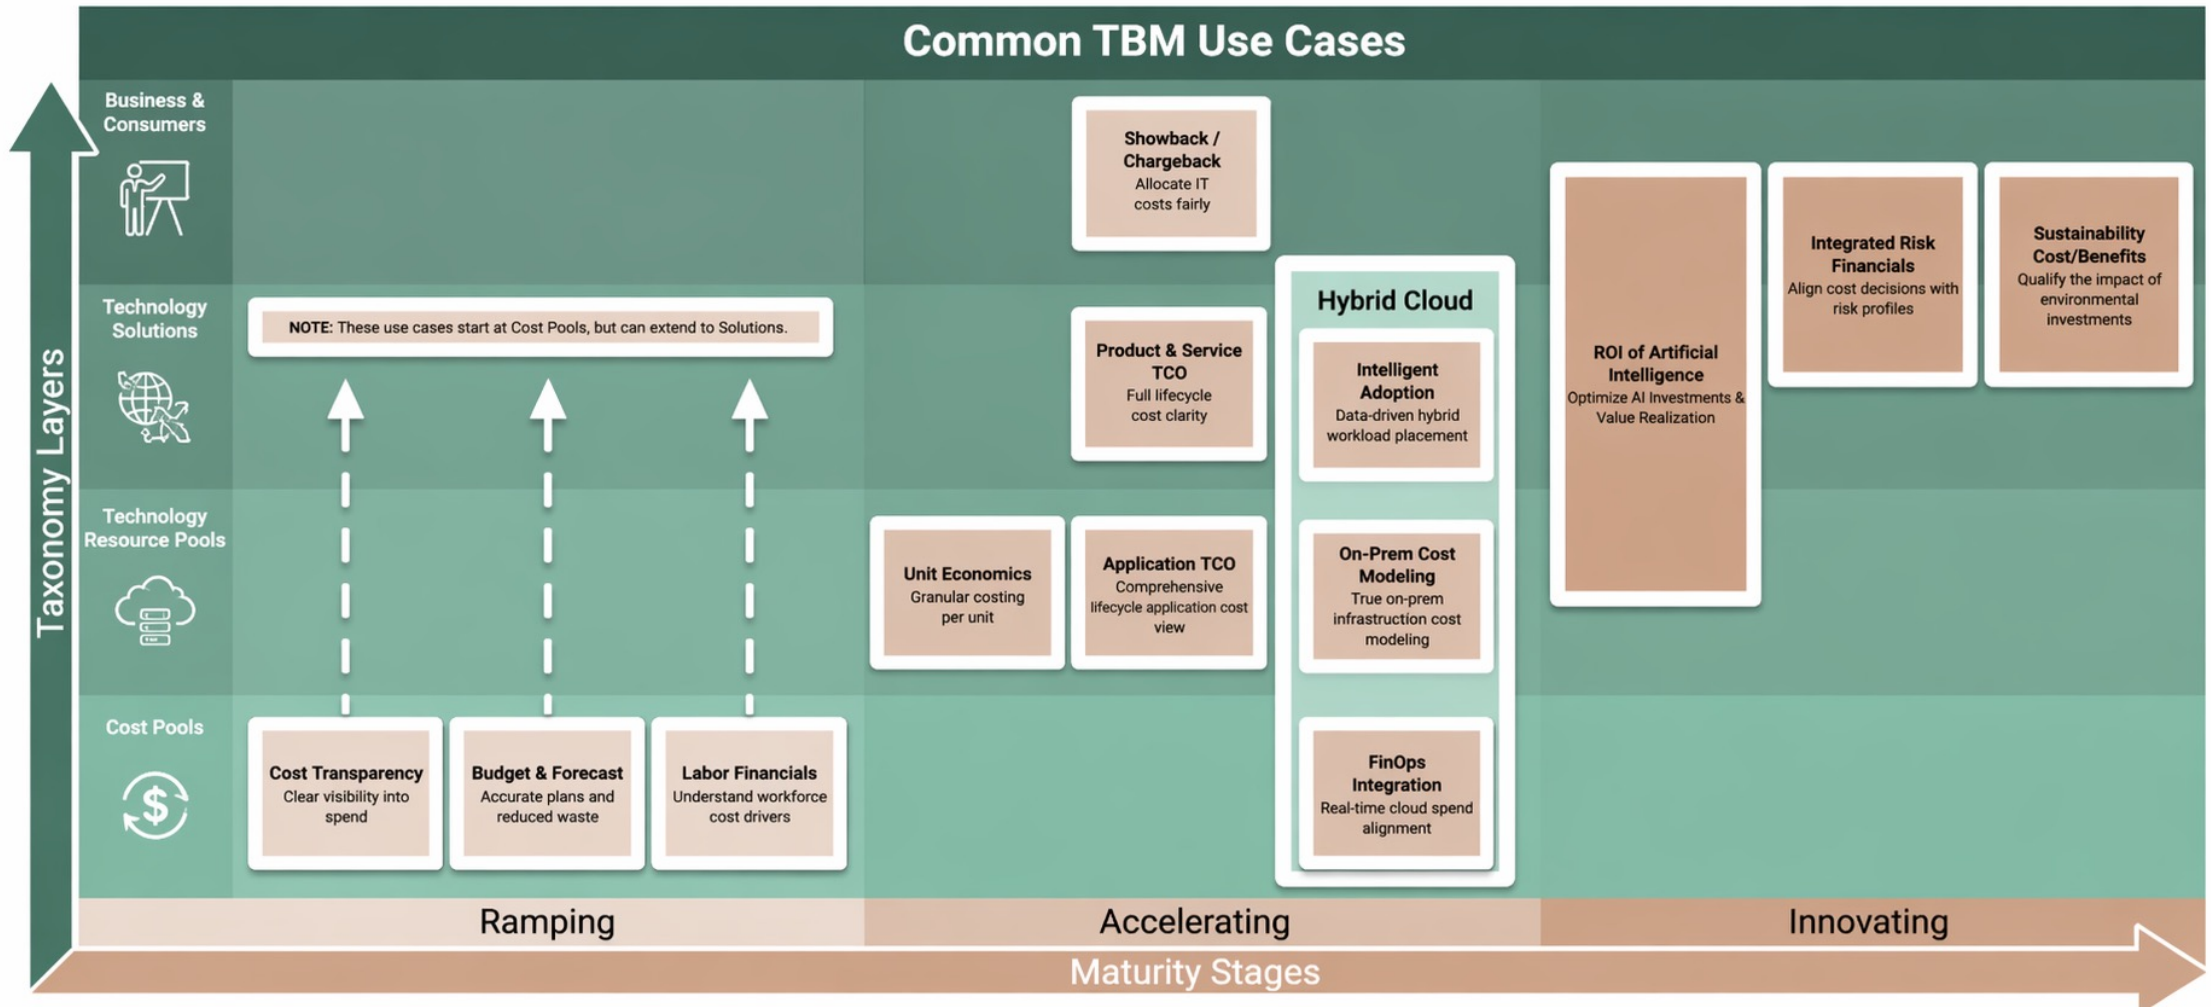 Common TBM Use Cases
Taxonomy Layers
Business &
Consumers
Showback /
Chargeback
Allocate IT
costs fairly
Technology
Solutions
NOTE: These use cases start at Cost Pools, but can extend to Solutions.
Product & Service
TCO
Full lifecycle
cost clarity
Hybrid Cloud
Intelligent
Adoption
Data-driven hybrid
workload placement
ROI of Artificial
Intelligence
Optimize AI Investments &
Value Realization
Integrated Risk
Financials
Align cost decisions with
risk profiles
Sustainability
Cost/Benefits
Qualify the impact of
environmental
investments
Technology
Resource Pools
Unit Economics
Granular costing
per unit
Application TCO
Comprehensive
lifecycle application cost
view
On-Prem Cost
Modeling
True on-prem
infrastruction cost
modeling
Cost Pools
$
Cost Transparency
Clear visibility into
spend
Budget & Forecast
Accurate plans and
reduced waste
Labor Financials
Understand workforce
cost drivers
FinOps
Integration
Real-time cloud spend
alignment
Ramping
Accelerating
Innovating
Maturity Stages